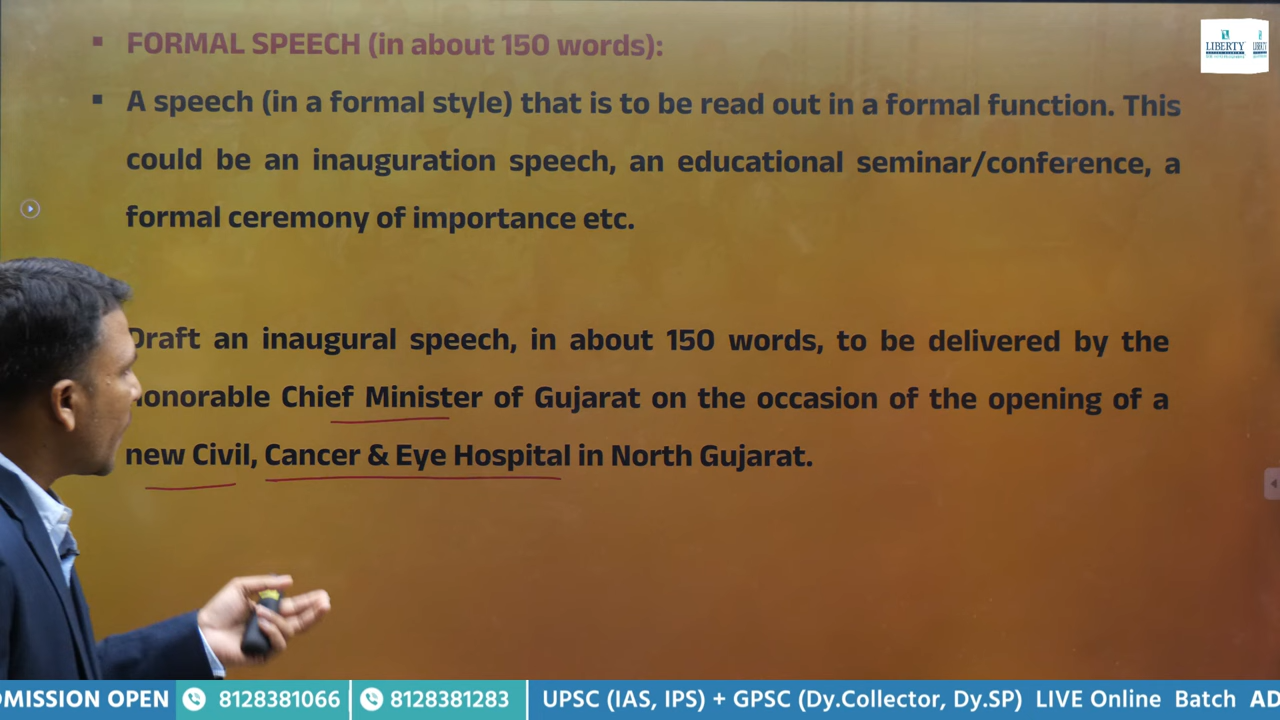 FORMAL SPEECH (in about 150 words):
A speech (in a formal style) that is to be read out in a formal function. This
could be an inauguration speech, an educational seminar/conference, a
formal ceremony of importance etc.
Draft an inaugural speech, in about 150 words, to be delivered by the
Honorable Chief Minister of Gujarat on the occasion of the opening of a
new Civil, Cancer & Eye Hospital in North Gujarat.
LIBERTY
DMISSION OPEN 8128381066 8128381283 UPSC (IAS, IPS) + GPSC (Dy.Collector, Dy.SP) LIVE Online Batch AD